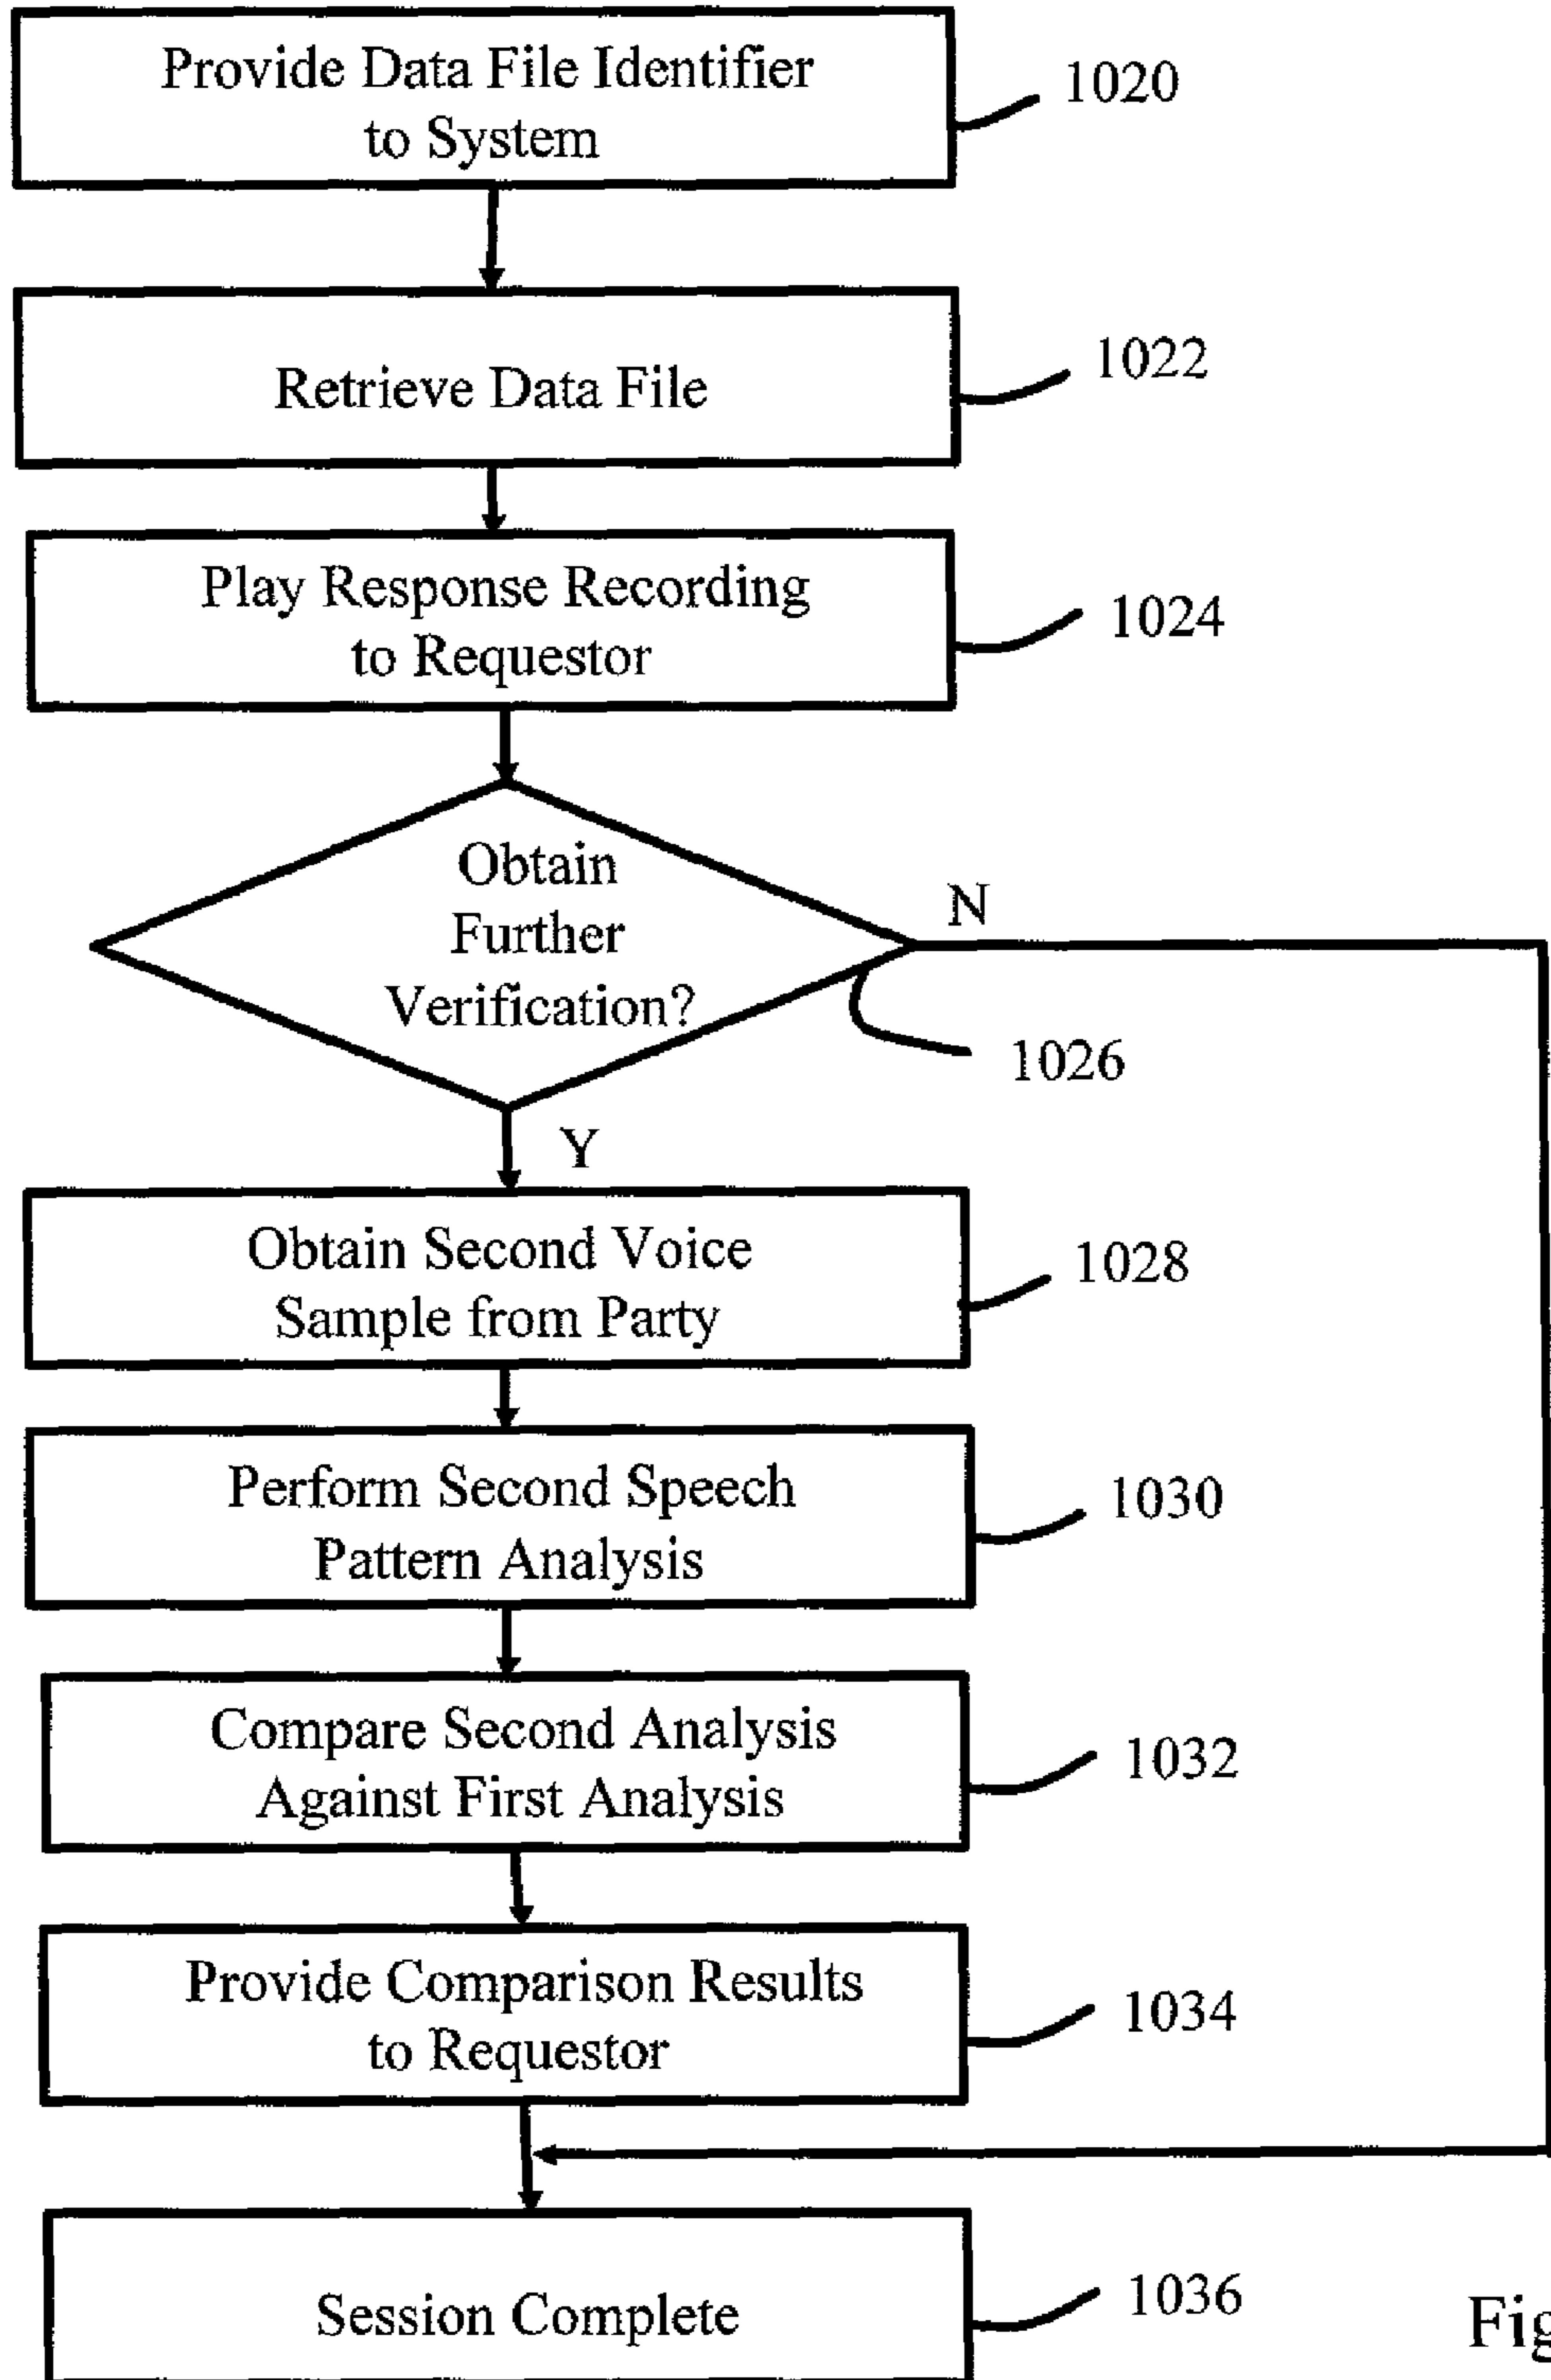 Provide Data File Identifier
to System
1020
Retrieve Data File
1022
Play Response Recording
to Requestor
1024
Obtain
Further
Verification?
N
1026
Y
Obtain Second Voice
Sample from Party
1028
Perform Second Speech
Pattern Analysis
1030
Compare Second Analysis
Against First Analysis
1032
Provide Comparison Results
to Requestor
1034
Session Complete
1036